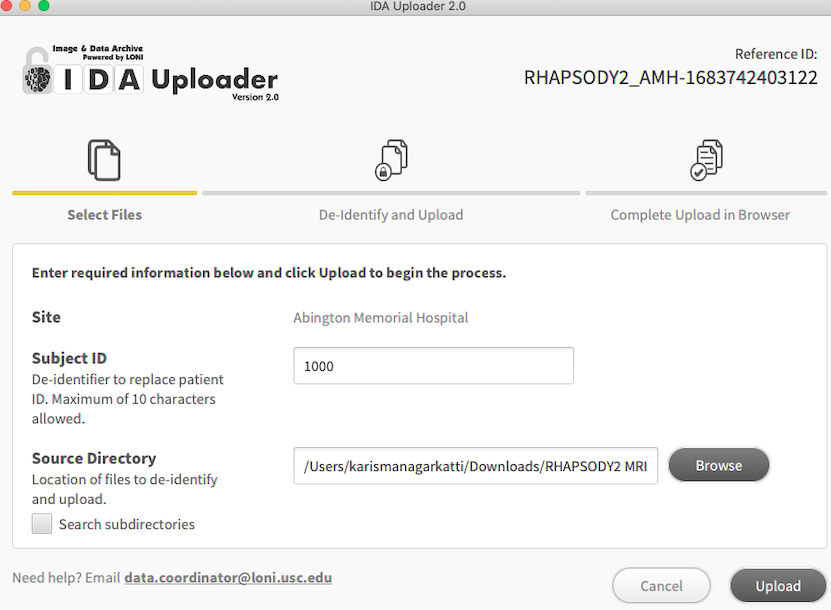 IDA Uploader 2.0
Image & Data Archive
Powered by LONI
IDA Uploader
Version 2.0
Reference ID:
RHAPSODY2_AMH-1683742403122
Select Files
De-Identify and Upload
Complete Upload in Browser
Enter required information below and click Upload to begin the process.
Site
Abington Memorial Hospital
Subject ID
1000
De-identifier to replace patient
ID. Maximum of 10 characters
allowed.
Source Directory
/Users/karismanagarkatti/Downloads/RHAPSODY2 MRI
Browse
Location of files to de-identify
and upload.
Search subdirectories
Need help? Email data.coordinator@loni.usc.edu
Cancel
Upload